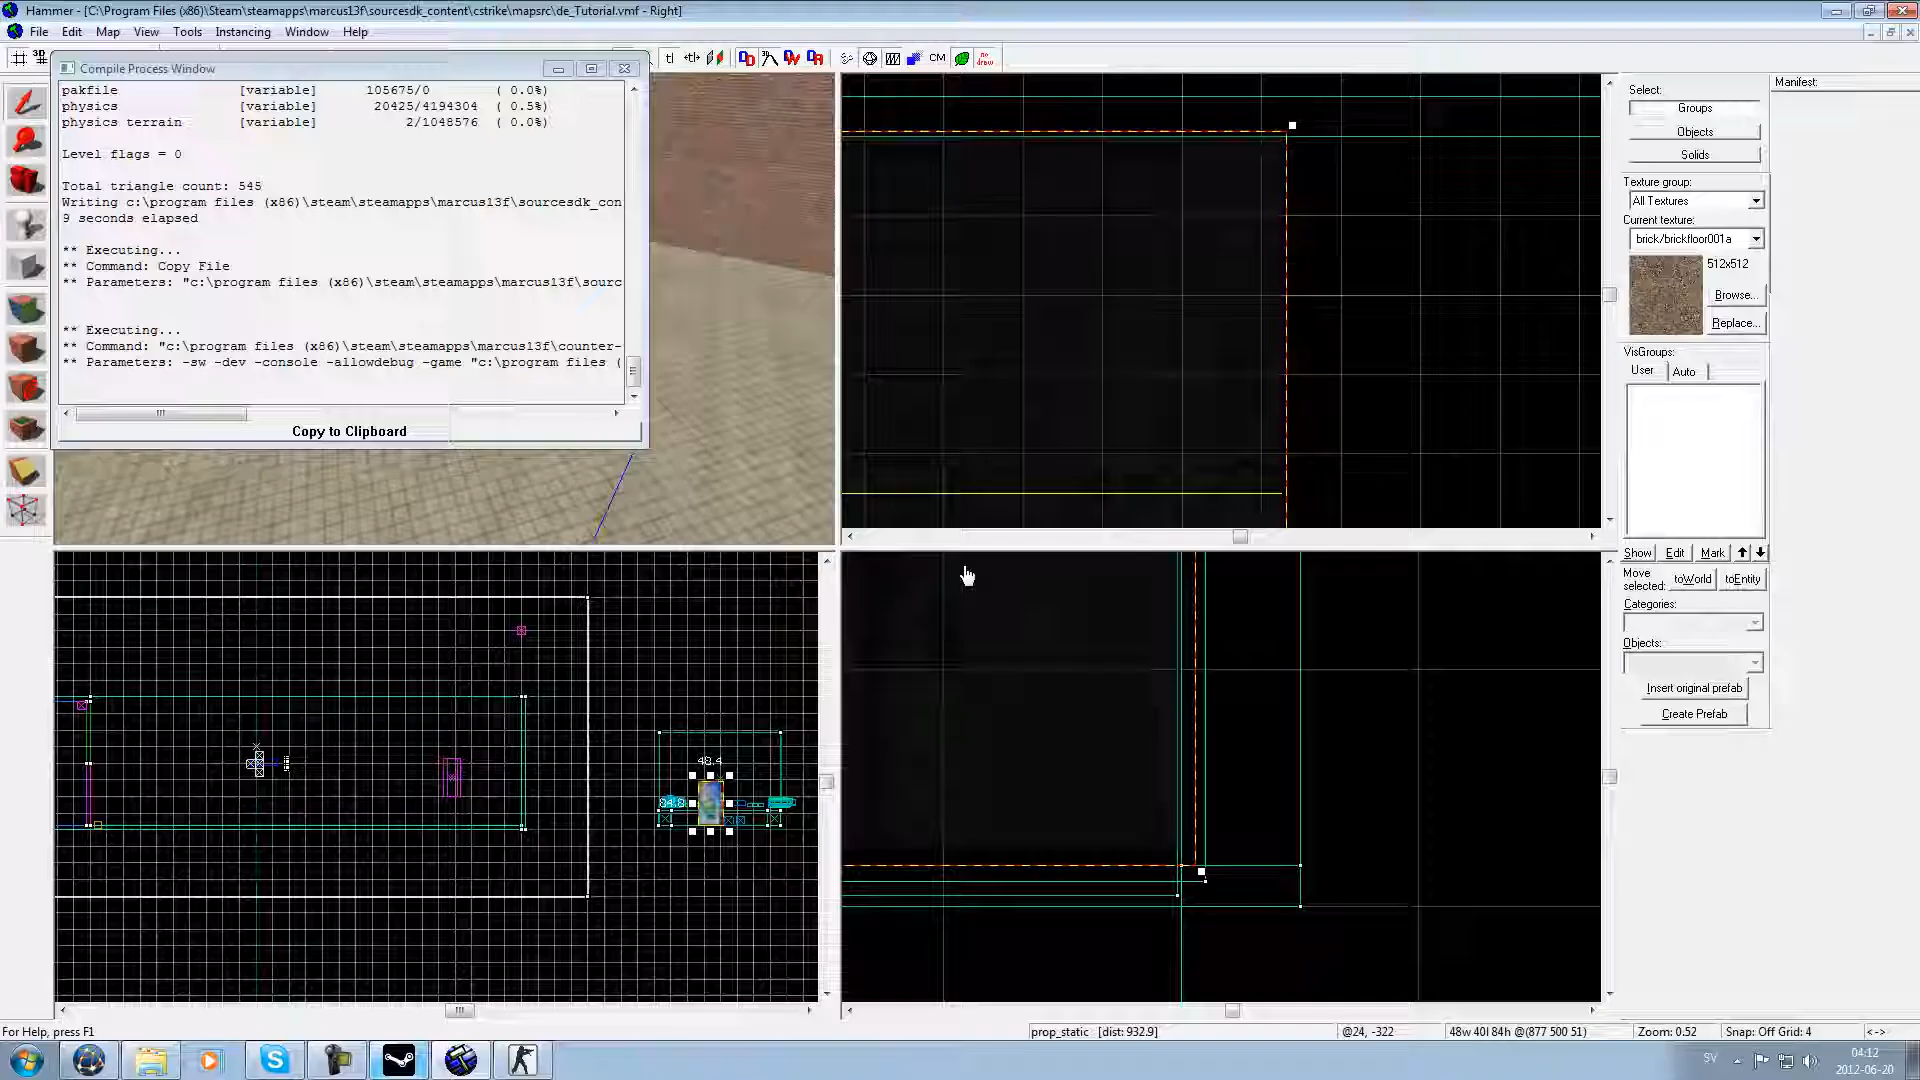 Hammer - [C:\Program Files (x86)\Steam\steamapps\marcus13f\sourcesdk_content\cstrike\mapsrc\de_Tutorial.vmf - Right]
File Edit Map View Tools Instancing Window Help
3D
tl
CM
no draw
Compile Process Window
pakfile [variable] 105675/0 ( 0.0%)
physics [variable] 20425/4194304 ( 0.5%)
physics terrain [variable] 2/1048576 ( 0.0%)
Level flags = 0
Total triangle count: 545
Writing c:\program files (x86)\steam\steamapps\marcus13f\sourcesdk_con
9 seconds elapsed
** Executing...
** Command: Copy File
** Parameters: "c:\program files (x86)\steam\steamapps\marcus13f\sourc
** Executing...
** Command: "c:\program files (x86)\steam\steamapps\marcus13f\counter-
** Parameters: -sw -dev -console -allowdebug -game "c:\program files (
Copy to Clipboard
48.4
84.8
Select:
Groups
Objects
Solids
Texture group:
All Textures
Current texture:
brick/brickfloor001a
512x512
Browse...
Replace...
VisGroups:
User Auto
Show Edit Mark
Move selected: toWorld toEntity
Categories:
Objects:
Insert original prefab
Create Prefab
Manifest:
For Help, press F1
prop_static [dist: 932.9]
@24, -322
48w 40l 84h @(877 500 51)
Zoom: 0.52
Snap: Off Grid: 4
<->
SV
04:12
2012-06-20